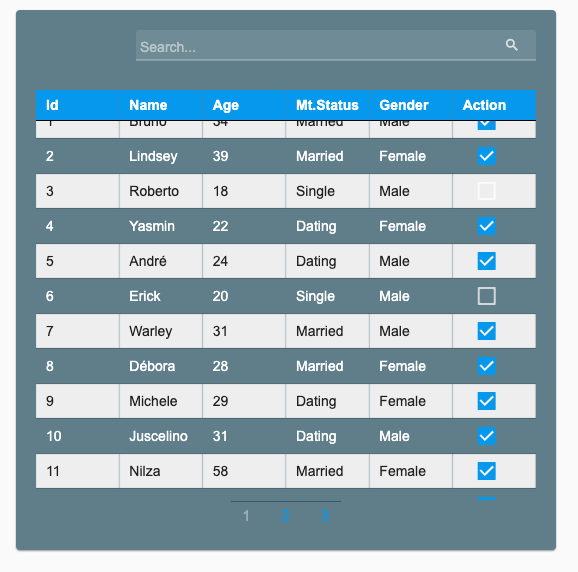 Search...
Id Name Age Mt.Status Gender Action
1 Bruno 34 Married Male
2 Lindsey 39 Married Female
3 Roberto 18 Single Male
4 Yasmin 22 Dating Female
5 André 24 Dating Male
6 Erick 20 Single Male
7 Warley 31 Married Male
8 Débora 28 Married Female
9 Michele 29 Dating Female
10 Juscelino 31 Dating Male
11 Nilza 58 Married Female
1 2 3